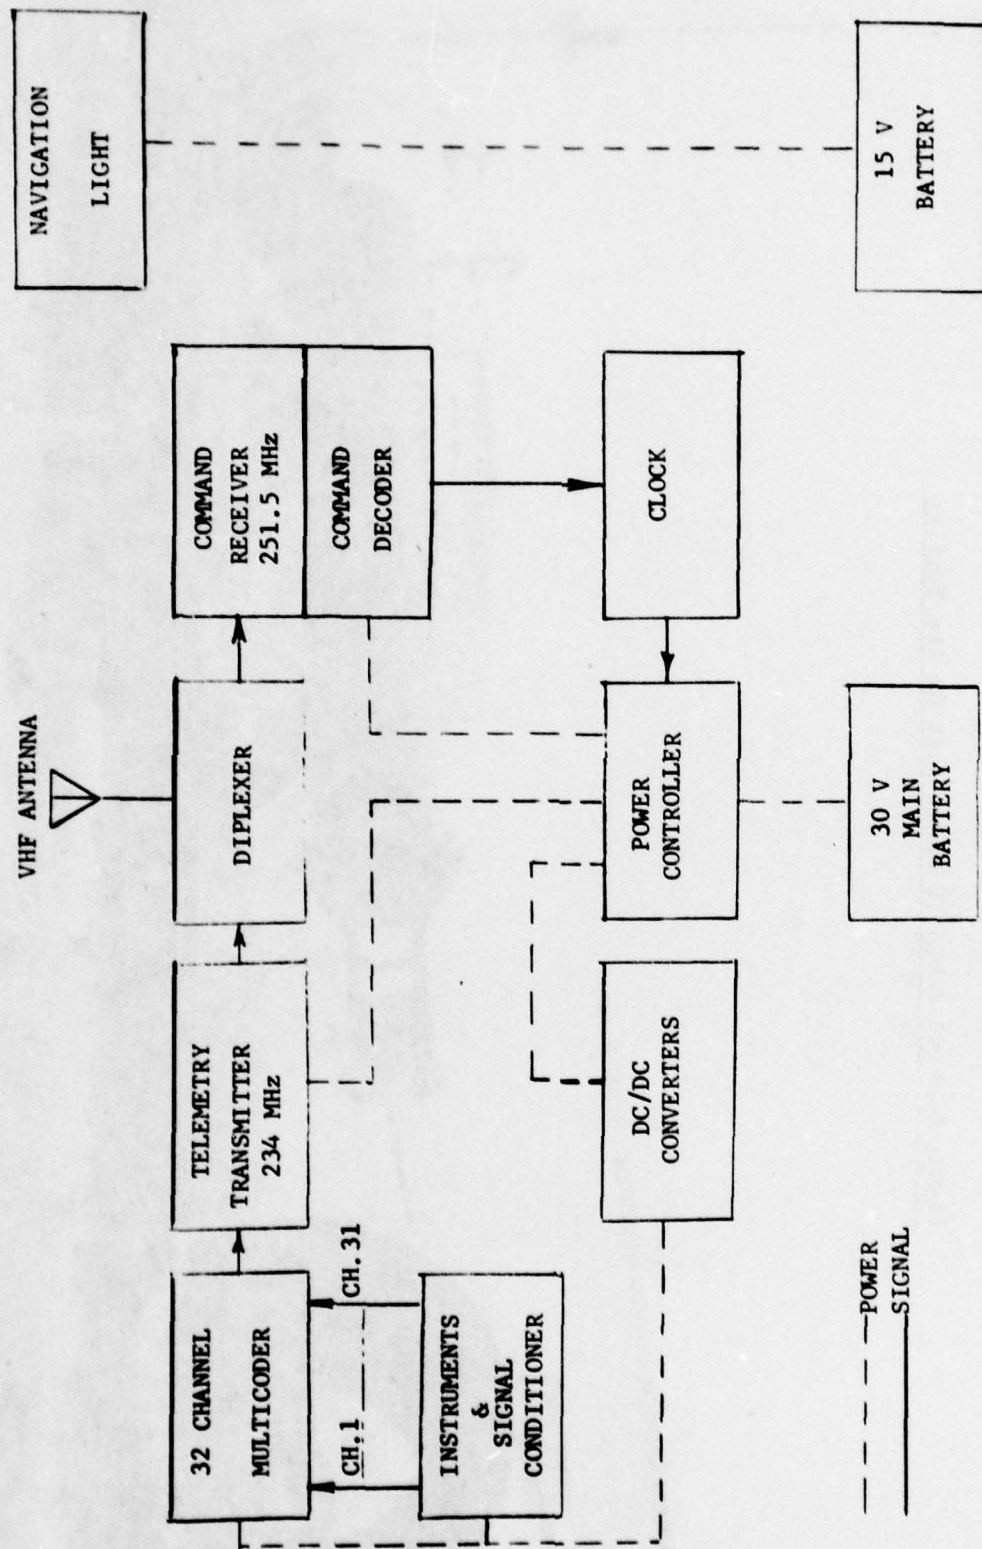 VHF ANTENNA
NAVIGATION
LIGHT
32 CHANNEL
MULTICODER
TELEMETRY
TRANSMITTER
234 MHz
DIPLEXER
COMMAND
RECEIVER
251.5 MHz
COMMAND
DECODER
CH.1
CH.31
INSTRUMENTS
&
SIGNAL
CONDITIONER
DC/DC
CONVERTERS
POWER
CONTROLLER
CLOCK
30 V
MAIN
BATTERY
15 V
BATTERY
POWER
SIGNAL